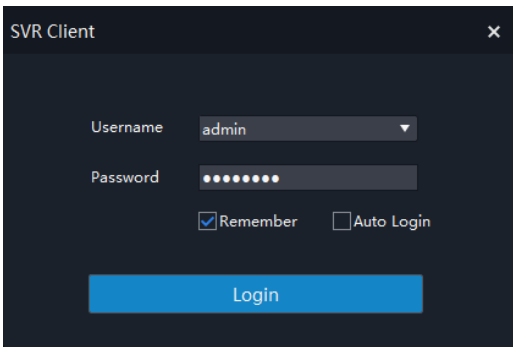 SVR Client
Username admin
Password ●●●●●●●●
Remember Auto Login
Login